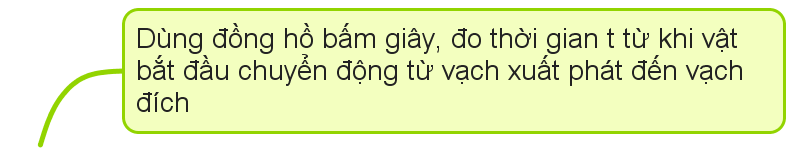 Dùng đồng hồ bấm giây, đo thời gian t từ khi vật
bắt đầu chuyển động từ vạch xuất phát đến vạch
đích